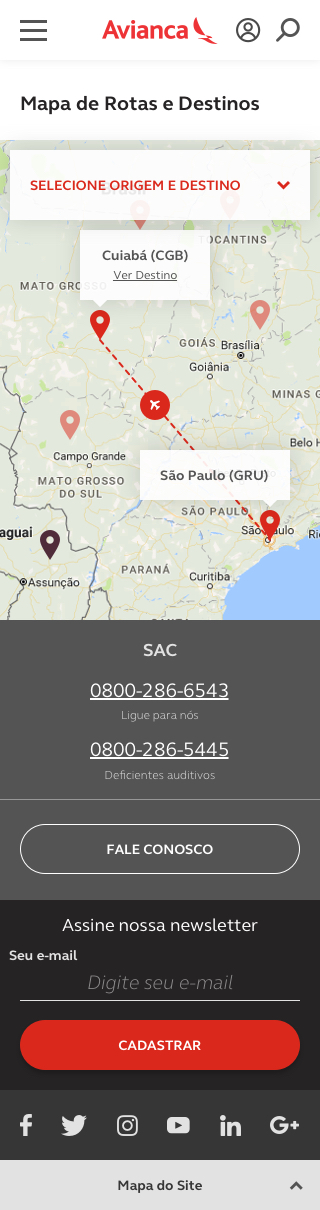 Avianca
Mapa de Rotas e Destinos
Brasil
SELECIONE ORIGEM E DESTINO
TOCANTINS
Cuiabá (CGB)
Ver Destino
MATO GROSSO
GOIÁS
Brasília
Goiânia
MINAS G
Belo H
Campo Grande
São Paulo (GRU)
MATO GROSSO
DO SUL
SÃO PAULO
aguai
São Paulo
Ri
PARANÁ
Assunção
Curitiba
SAC
0800-286-6543
Ligue para nós
0800-286-5445
Deficientes auditivos
FALE CONOSCO
Assine nossa newsletter
Seu e-mail
Digite seu e-mail
CADASTRAR
Mapa do Site